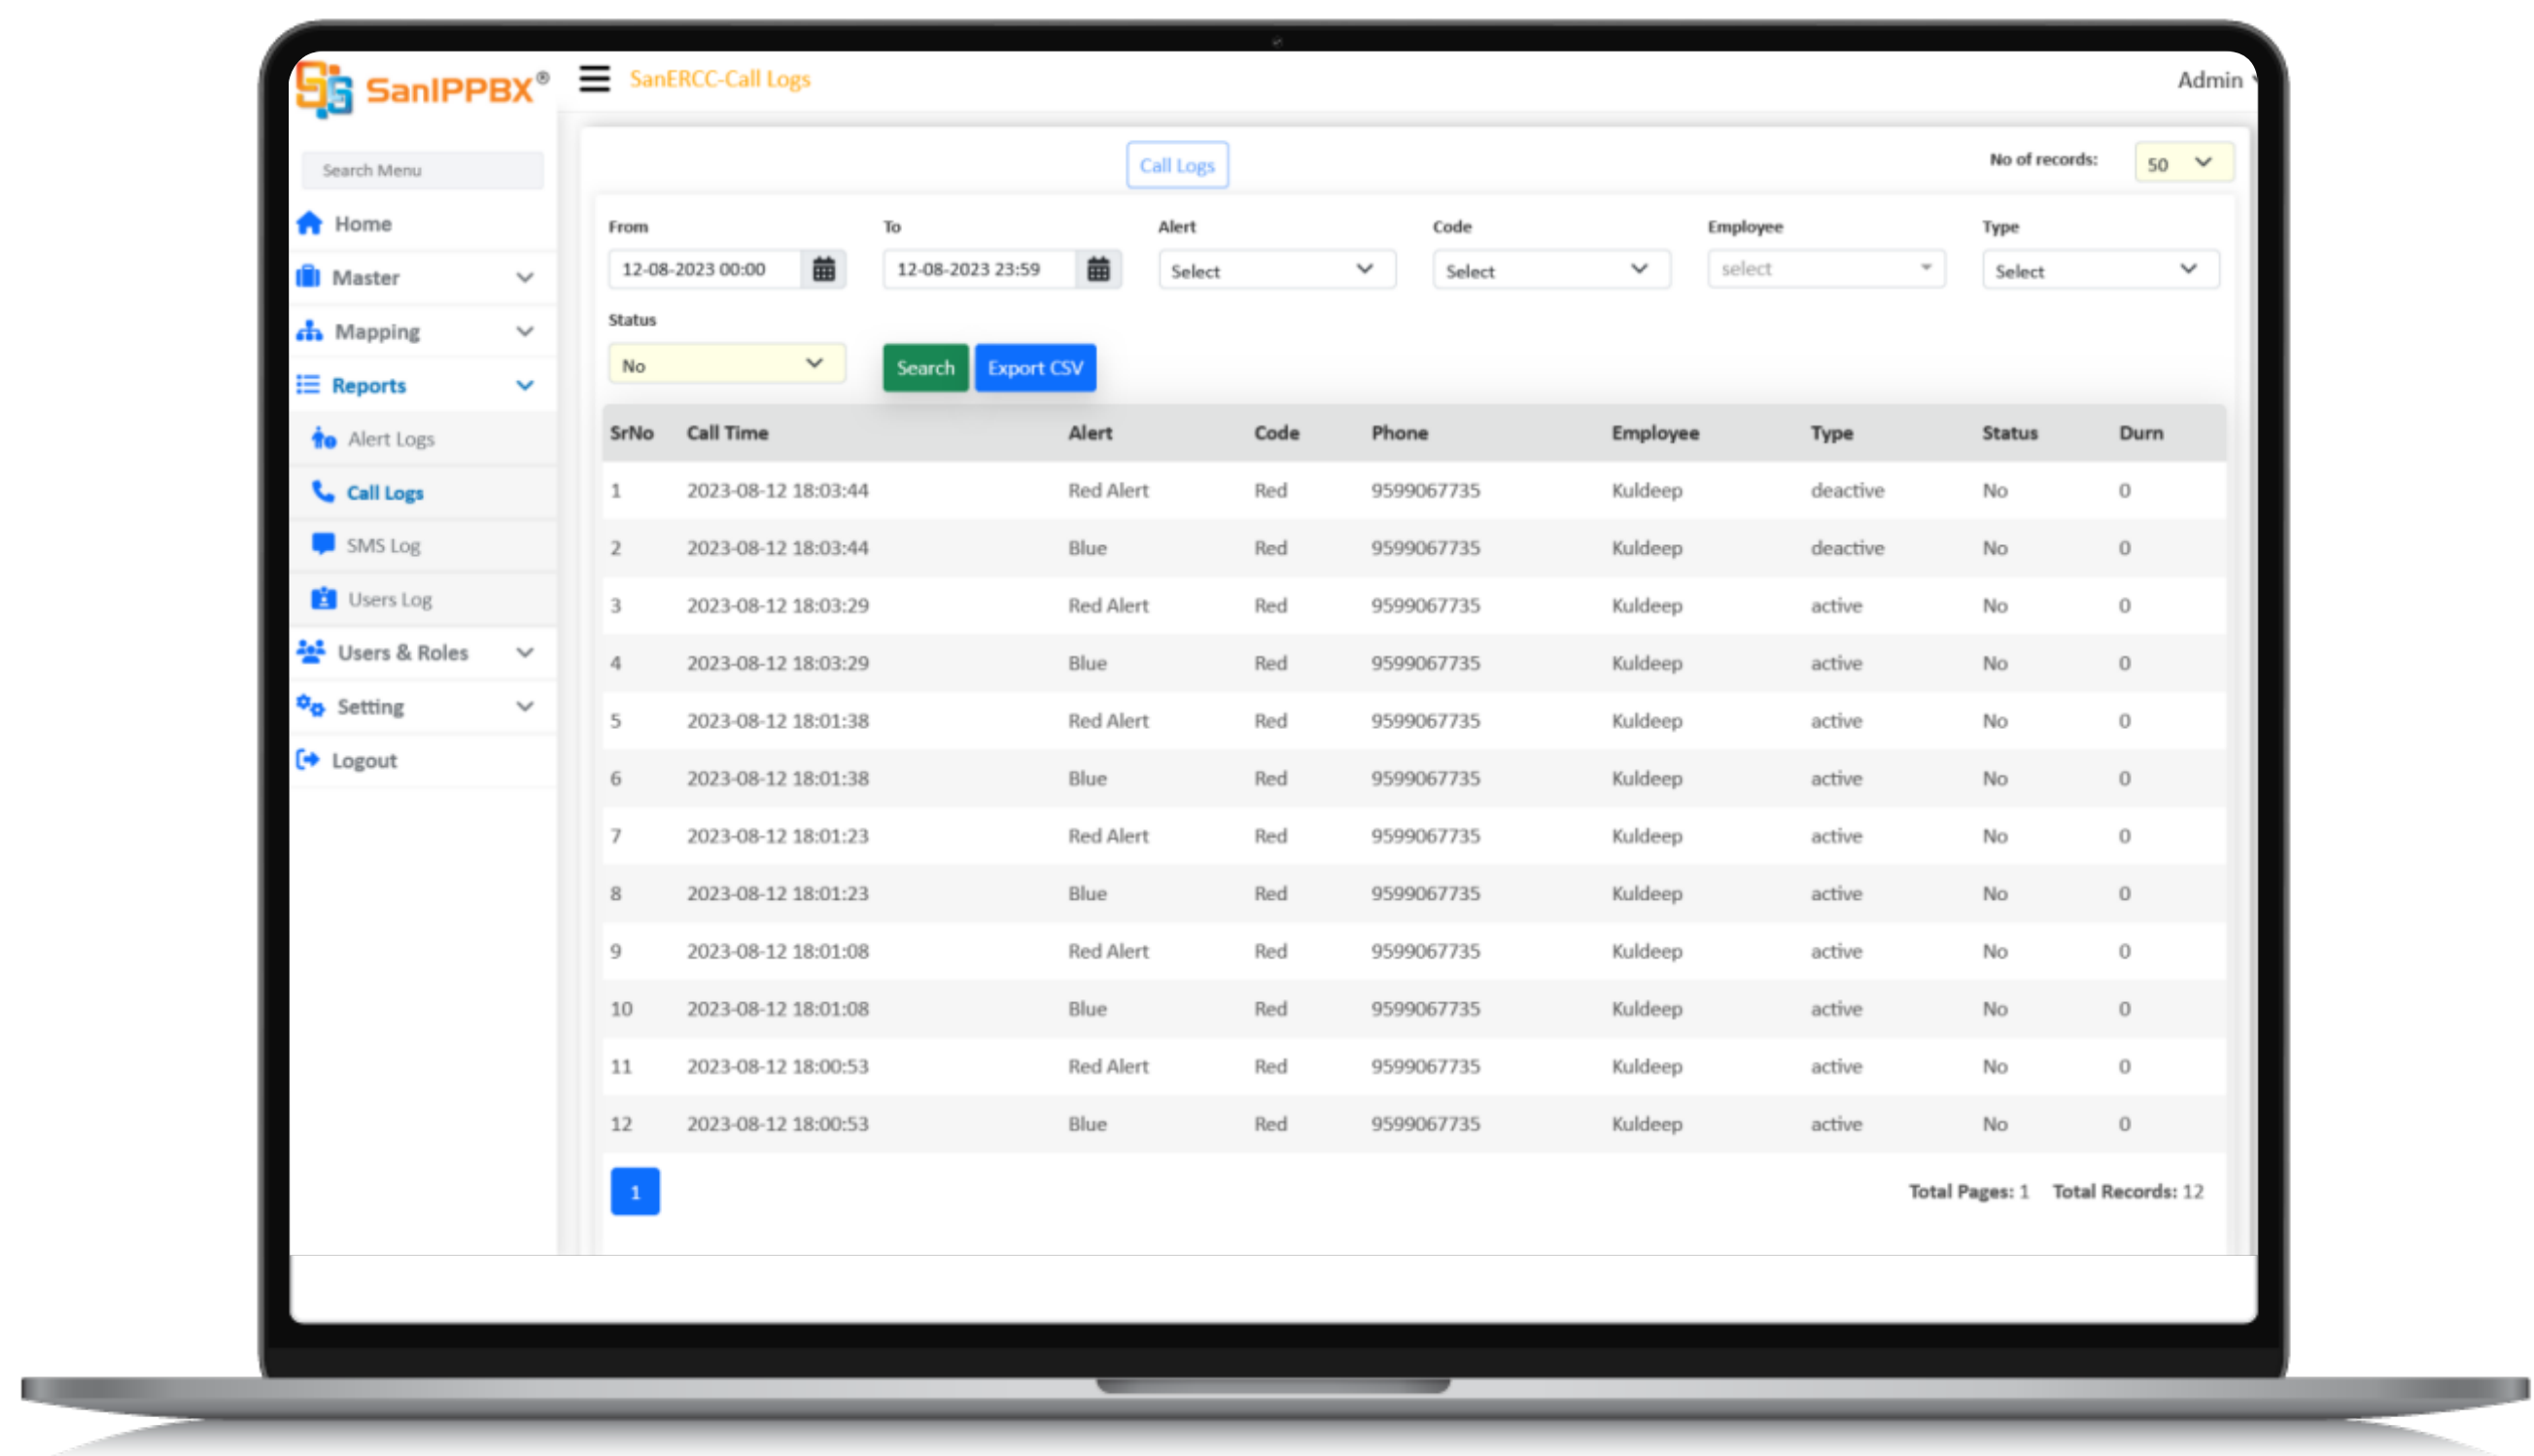 SanIPPBX®
SanERCC-Call Logs
Admin
Search Menu
Home
Master
Mapping
Reports
Alert Logs
Call Logs
SMS Log
Users Log
Users & Roles
Setting
Logout
Call Logs
No of records: 50
From To Alert Code Employee Type
12-08-2023 00:00 12-08-2023 23:59 Select Select select Select
Status
No Search Export CSV
SrNo Call Time Alert Code Phone Employee Type Status Durn
1 2023-08-12 18:03:44 Red Alert Red 9599067735 Kuldeep deactive No 0
2 2023-08-12 18:03:44 Blue Red 9599067735 Kuldeep deactive No 0
3 2023-08-12 18:03:29 Red Alert Red 9599067735 Kuldeep active No 0
4 2023-08-12 18:03:29 Blue Red 9599067735 Kuldeep active No 0
5 2023-08-12 18:01:38 Red Alert Red 9599067735 Kuldeep active No 0
6 2023-08-12 18:01:38 Blue Red 9599067735 Kuldeep active No 0
7 2023-08-12 18:01:23 Red Alert Red 9599067735 Kuldeep active No 0
8 2023-08-12 18:01:23 Blue Red 9599067735 Kuldeep active No 0
9 2023-08-12 18:01:08 Red Alert Red 9599067735 Kuldeep active No 0
10 2023-08-12 18:01:08 Blue Red 9599067735 Kuldeep active No 0
11 2023-08-12 18:00:53 Red Alert Red 9599067735 Kuldeep active No 0
12 2023-08-12 18:00:53 Blue Red 9599067735 Kuldeep active No 0
1 Total Pages: 1 Total Records: 12